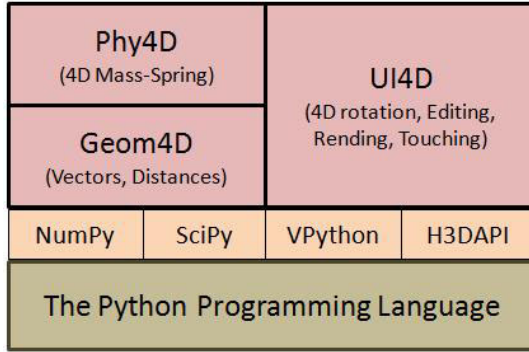 Phy4D
(4D Mass-Spring)
Geom4D
(Vectors, Distances)
UI4D
(4D rotation, Editing,
Rending, Touching)
NumPy
SciPy
VPython
H3DAPI
The Python Programming Language